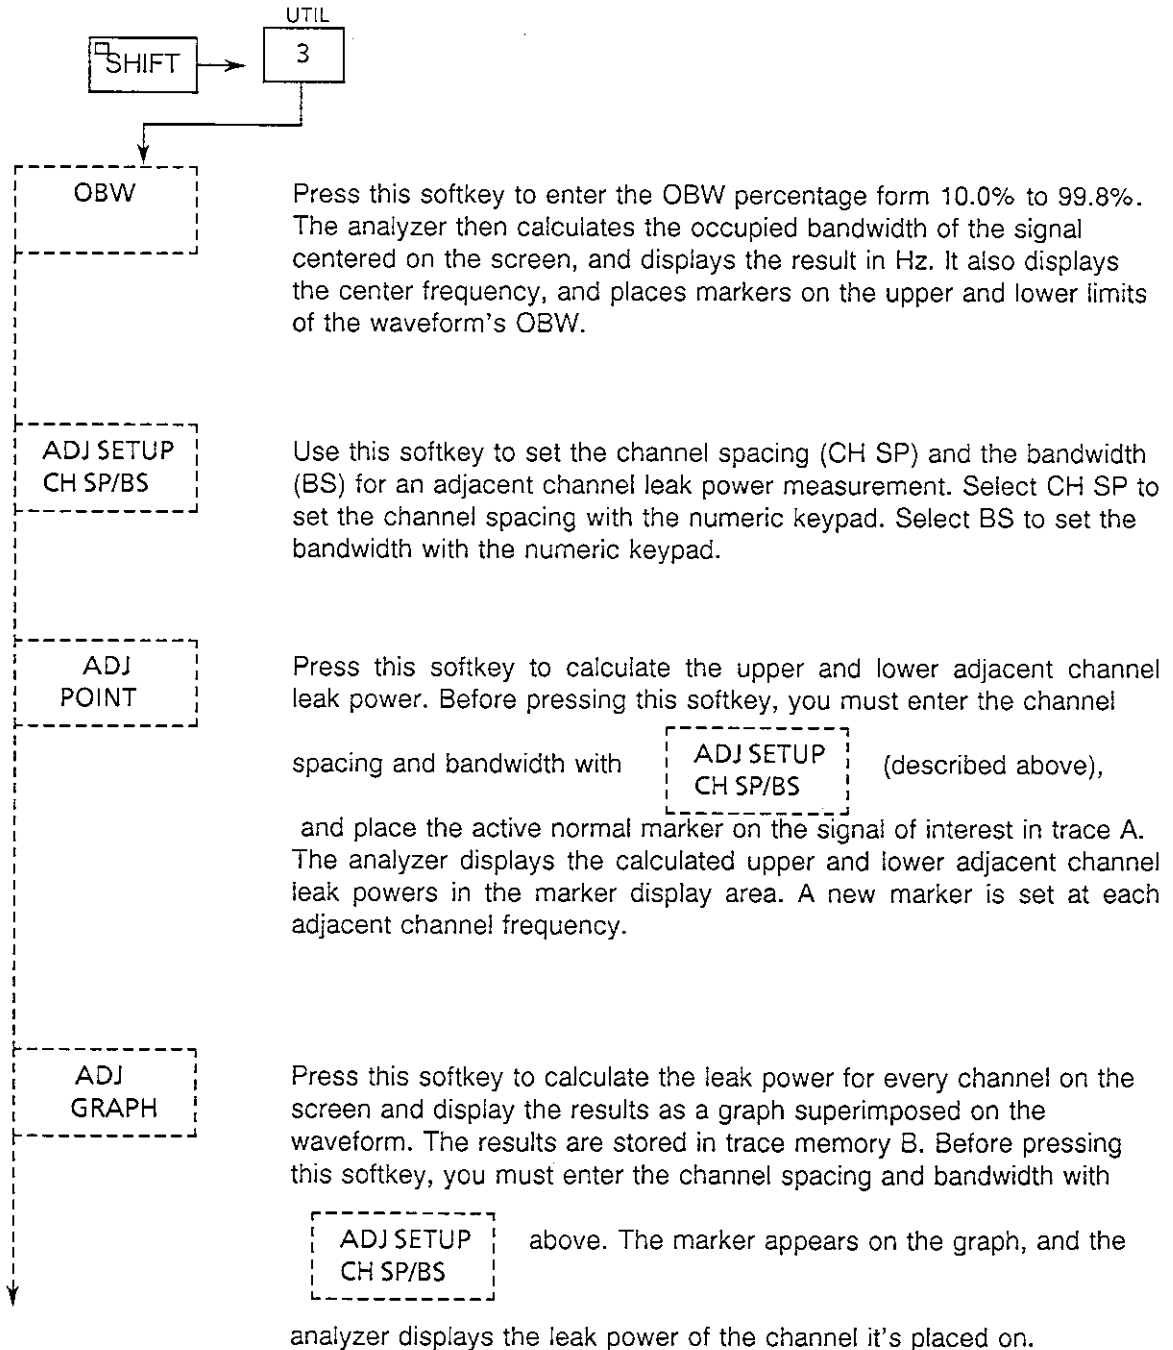 UTIL
SHIFT
3
OBW
Press this softkey to enter the OBW percentage form 10.0% to 99.8%.
The analyzer then calculates the occupied bandwidth of the signal
centered on the screen, and displays the result in Hz. It also displays
the center frequency, and places markers on the upper and lower limits
of the waveform's OBW.
ADJ SETUP
CH SP/BS
Use this softkey to set the channel spacing (CH SP) and the bandwidth
(BS) for an adjacent channel leak power measurement. Select CH SP to
set the channel spacing with the numeric keypad. Select BS to set the
bandwidth with the numeric keypad.
ADJ
POINT
Press this softkey to calculate the upper and lower adjacent channel
leak power. Before pressing this softkey, you must enter the channel
spacing and bandwidth with
ADJ SETUP
CH SP/BS
(described above),
and place the active normal marker on the signal of interest in trace A.
The analyzer displays the calculated upper and lower adjacent channel
leak powers in the marker display area. A new marker is set at each
adjacent channel frequency.
ADJ
GRAPH
Press this softkey to calculate the leak power for every channel on the
screen and display the results as a graph superimposed on the
waveform. The results are stored in trace memory B. Before pressing
this softkey, you must enter the channel spacing and bandwidth with
ADJ SETUP
CH SP/BS
above. The marker appears on the graph, and the
analyzer displays the leak power of the channel it's placed on.